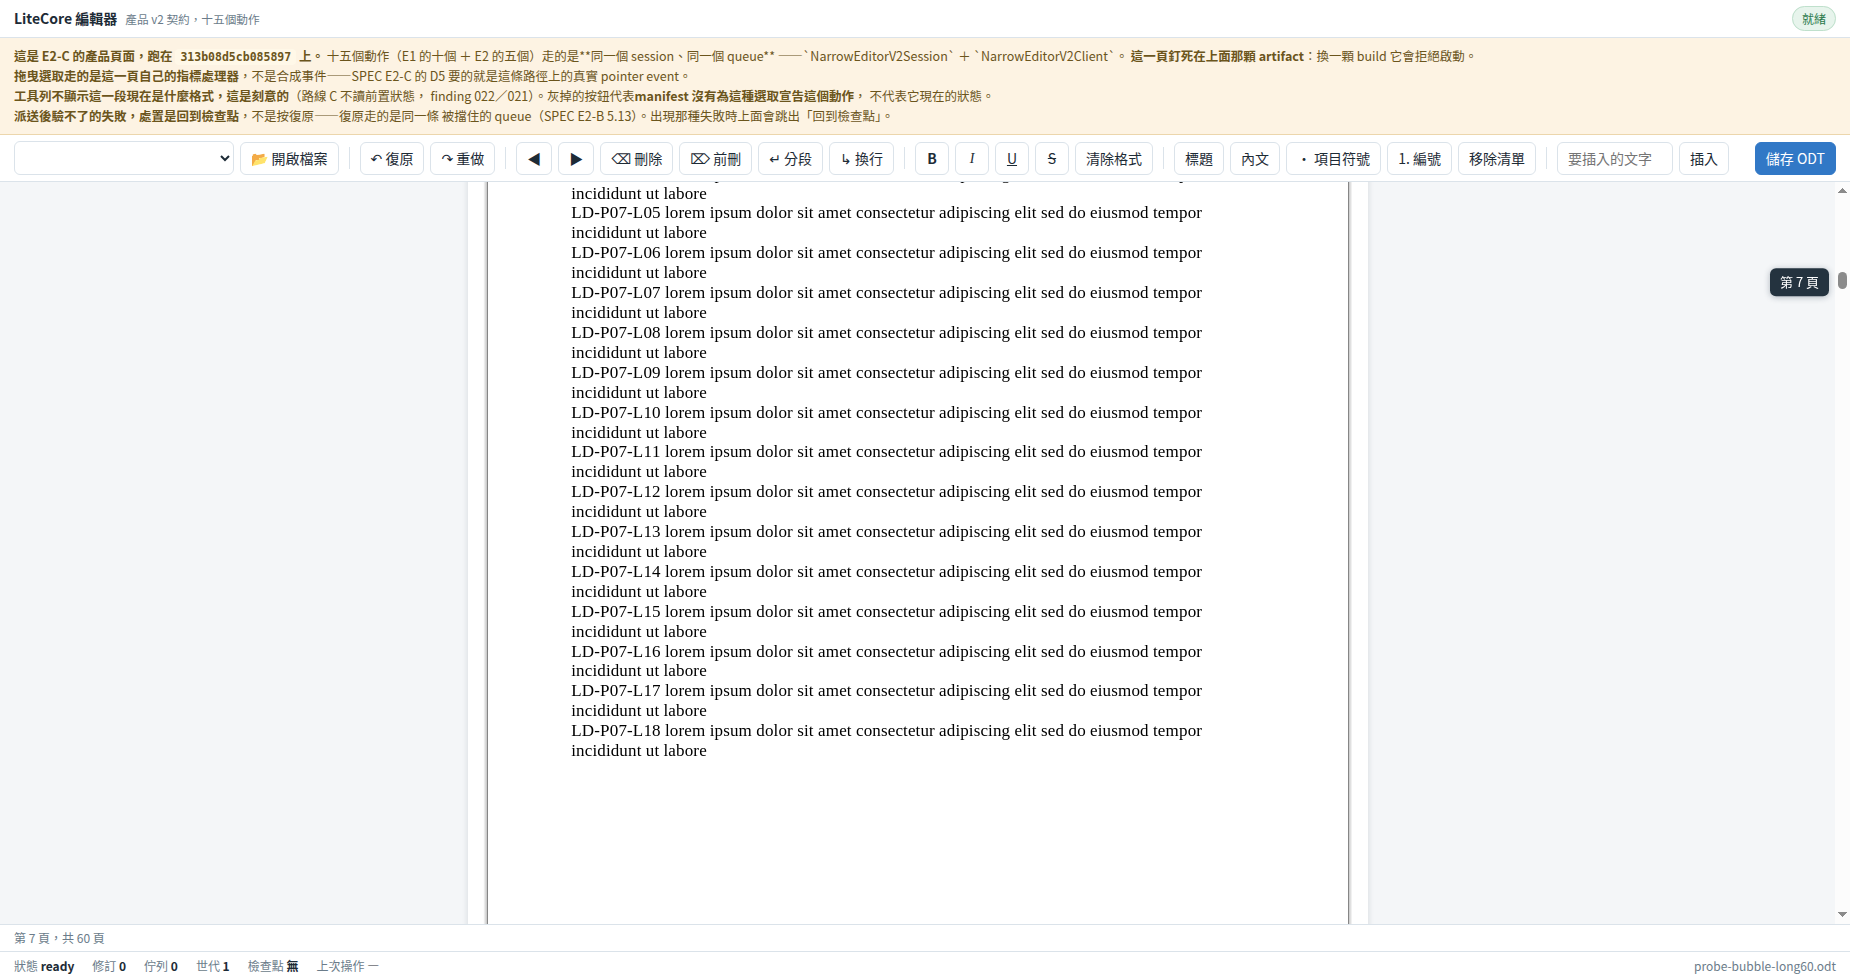 LiteCore 編輯器 產品 v2 契約，十五個動作
就緒
這是 E2-C 的產品頁面，跑在 313b08d5cb085897 上。 十五個動作（E1 的十個 ＋ E2 的五個）走的是**同一個 session、同一個 queue** ——`NarrowEditorV2Session` ＋ `NarrowEditorV2Client`。 這一頁釘死在上面那顆 artifact：換一顆 build 它會拒絕啟動。
拖曳選取走的是這一頁自己的指標處理器，不是合成事件——SPEC E2-C 的 D5 要的就是這條路徑上的真實 pointer event。
工具列不顯示這一段現在是什麼格式，這是刻意的（路線 C 不讀前置狀態， finding 022／021）。灰掉的按鈕代表manifest 沒有為這種選取宣告這個動作， 不代表它現在的狀態。
派送後驗不了的失敗，處置是回到檢查點，不是按復原——復原走的是同一條 被擋住的 queue（SPEC E2-B 5.13）。出現那種失敗時上面會跳出「回到檢查點」。
📂 開啟檔案 ↶ 復原 ↷ 重做 ◀ ▶ ⌫ 刪除 ⌦ 前刪 ↵ 分段 ↳ 換行 B I U S 清除格式 標題 內文 • 項目符號 1. 編號 移除清單 要插入的文字 插入 儲存 ODT
incididunt ut labore
LD-P07-L05 lorem ipsum dolor sit amet consectetur adipiscing elit sed do eiusmod tempor
incididunt ut labore
LD-P07-L06 lorem ipsum dolor sit amet consectetur adipiscing elit sed do eiusmod tempor
incididunt ut labore
LD-P07-L07 lorem ipsum dolor sit amet consectetur adipiscing elit sed do eiusmod tempor
incididunt ut labore
LD-P07-L08 lorem ipsum dolor sit amet consectetur adipiscing elit sed do eiusmod tempor
incididunt ut labore
LD-P07-L09 lorem ipsum dolor sit amet consectetur adipiscing elit sed do eiusmod tempor
incididunt ut labore
LD-P07-L10 lorem ipsum dolor sit amet consectetur adipiscing elit sed do eiusmod tempor
incididunt ut labore
LD-P07-L11 lorem ipsum dolor sit amet consectetur adipiscing elit sed do eiusmod tempor
incididunt ut labore
LD-P07-L12 lorem ipsum dolor sit amet consectetur adipiscing elit sed do eiusmod tempor
incididunt ut labore
LD-P07-L13 lorem ipsum dolor sit amet consectetur adipiscing elit sed do eiusmod tempor
incididunt ut labore
LD-P07-L14 lorem ipsum dolor sit amet consectetur adipiscing elit sed do eiusmod tempor
incididunt ut labore
LD-P07-L15 lorem ipsum dolor sit amet consectetur adipiscing elit sed do eiusmod tempor
incididunt ut labore
LD-P07-L16 lorem ipsum dolor sit amet consectetur adipiscing elit sed do eiusmod tempor
incididunt ut labore
LD-P07-L17 lorem ipsum dolor sit amet consectetur adipiscing elit sed do eiusmod tempor
incididunt ut labore
LD-P07-L18 lorem ipsum dolor sit amet consectetur adipiscing elit sed do eiusmod tempor
incididunt ut labore
第 7 頁
第 7 頁，共 60 頁
狀態 ready 修訂 0 佇列 0 世代 1 檢查點 無 上次操作 —
probe-bubble-long60.odt